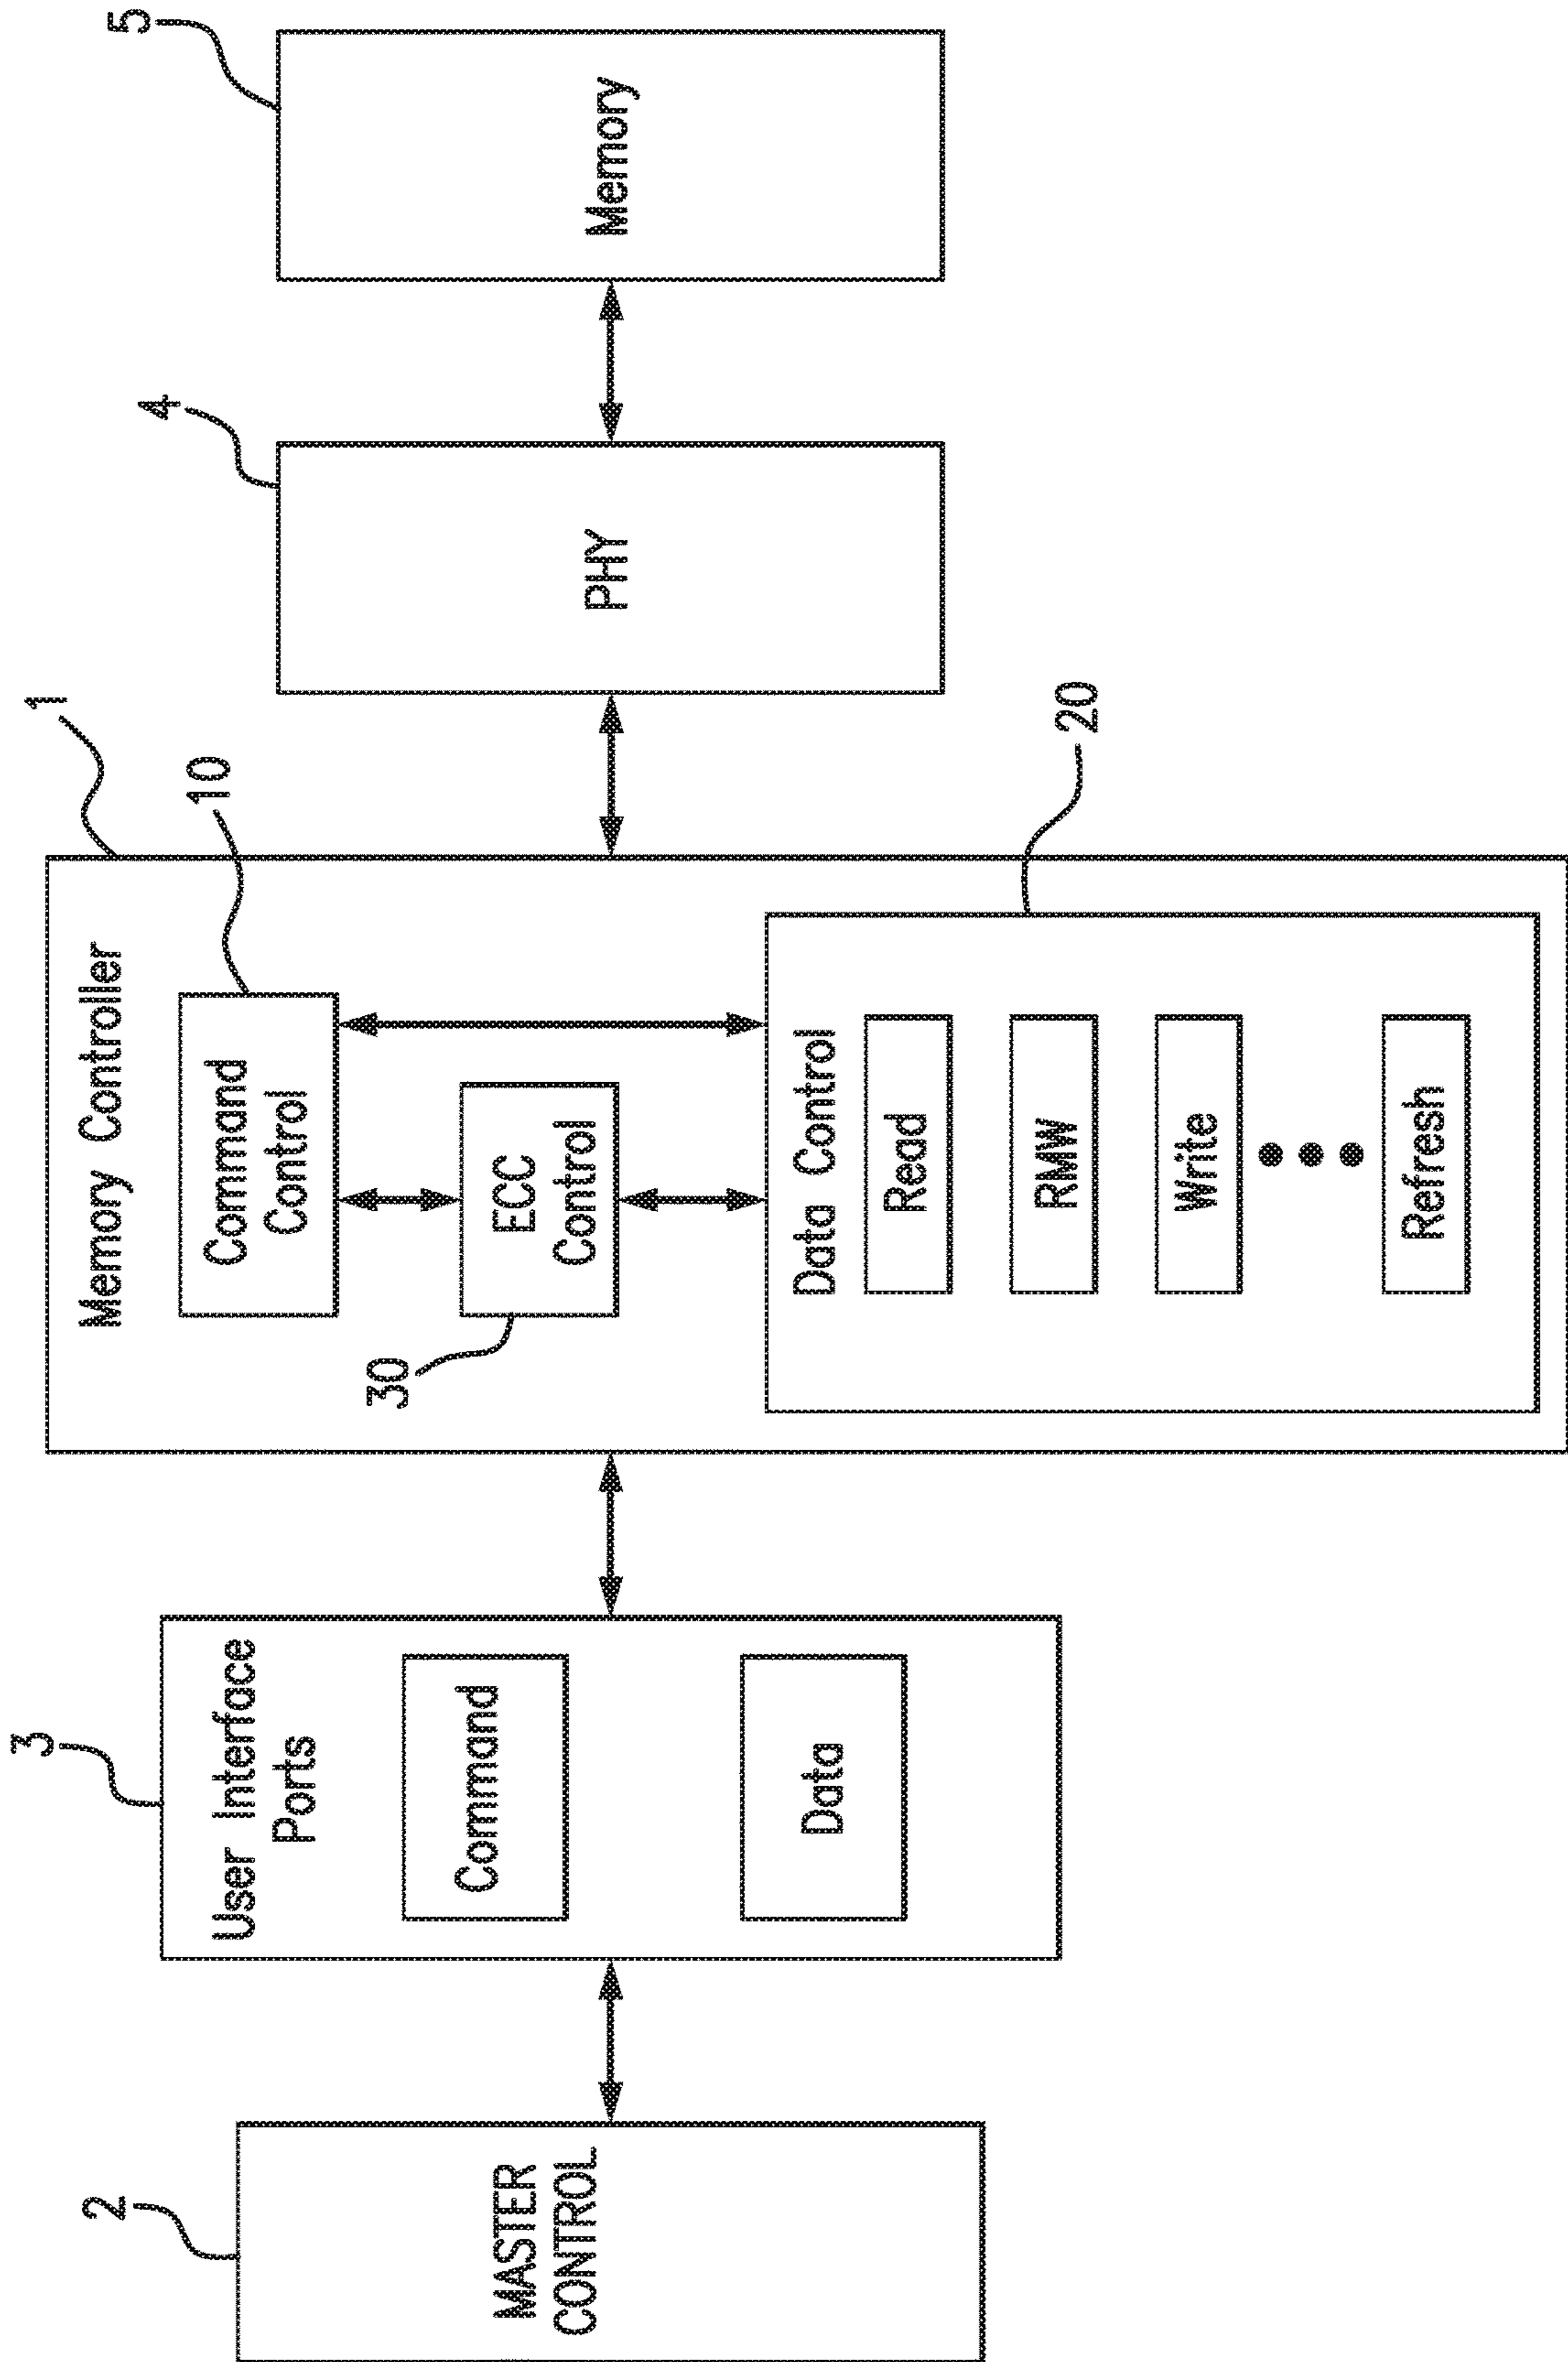 2
MASTER
CONTROL
3
User Interface
Ports
Command
Data
1
Memory Controller
10
Command
Control
30
ECC
Control
20
Data Control
Read
RMW
Write
Refresh
4
PHY
5
Memory